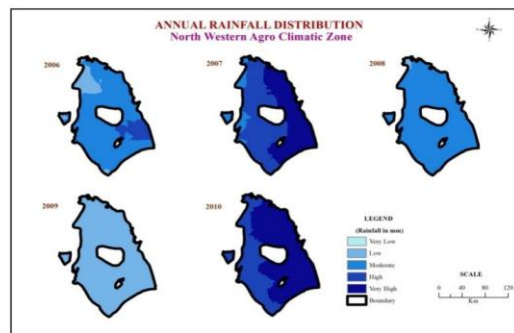 ANNUAL RAINFALL DISTRIBUTION
North Western Agro Climatic Zone
2006
2007
2008
2009
2010
LEGEND
(Rainfall in mm)
Very Low
Low
Moderate
High
Very High
Boundary
SCALE
0 20 40 80 120
Km